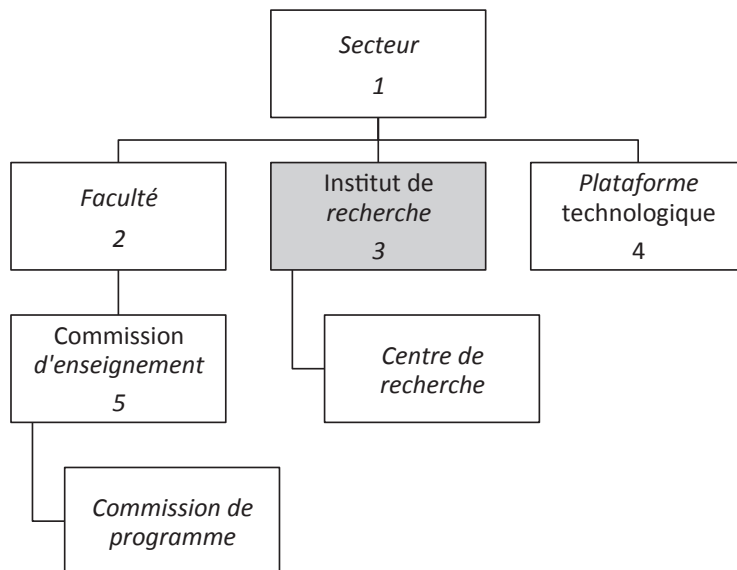 Secteur
1
Faculté
2
Institut de
recherche
3
Plataforme
technologique
4
Commission
d'enseignement
5
Centre de
recherche
Commission de
programme